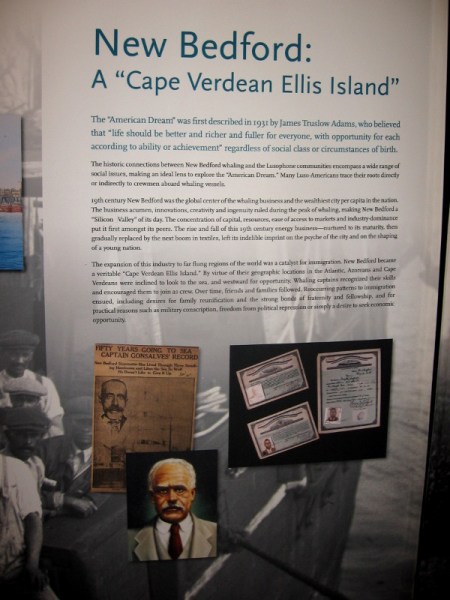 New Bedford:
A "Cape Verdean Ellis Island"
The "American Dream" was first described in 1931 by James Truslow Adams, who believed
that "life should be better and richer and fuller for everyone, with opportunity for each
according to ability or achievement" regardless of social class or circumstances of birth.
The historic connections between New Bedford whaling and the Lusophone communities encompass a wide range of
social issues, making an ideal lens to explore the "American Dream." Many Luso-Americans trace their roots directly
or indirectly to crewmen aboard whaling vessels.
19th century New Bedford was the global center of the whaling business and the wealthiest city per capita in the nation.
The business acumen, innovations, creativity and ingenuity ruled during the peak of whaling, making New Bedford a
"Silicon Valley" of its day. The concentration of capital, resources, ease of access to markets and industry-dominance
put it first amongst its peers. The rise and fall of this 19th century energy business—nurtured to its maturity, then
gradually replaced by the next boom in textiles, left its indelible imprint on the psyche of the city and on the shaping
of a young nation.
The expansion of this industry to far flung regions of the world was a catalyst for immigration. New Bedford became
a veritable "Cape Verdean Ellis Island." By virtue of their geographic locations in the Atlantic, Azoreans and Cape
Verdeans were inclined to look to the sea, and westward for opportunity. Whaling captains recognized their skills
and encouraged them to join as crew. Over time, friends and families followed. Reoccurring patterns to immigration
ensued, including desires for family reunification and the strong bonds of fraternity and fellowship, and for
practical reasons such as military conscription, freedom from political repression or simply a desire to seek economic
opportunity.
FIFTY YEARS GOING TO SEA
CAPTAIN GONSALVES RECORD